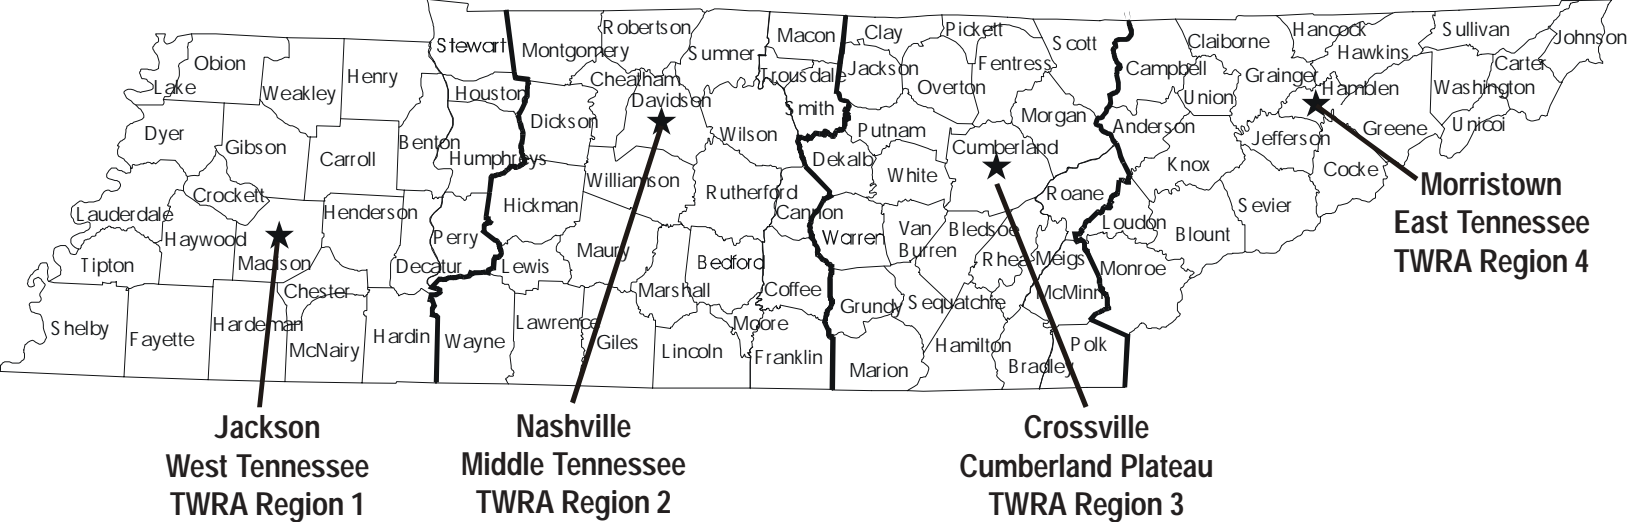 Robertson
Hancock
Sullivan
Pickett
Macon
Clay
Johnson
Stewart
Montgomery
Sumner
Scott
Claiborne
Hawkins
Obion
Henry
Cheatham
Trousdale
Jackson
Fentress
Campbell
Grainger
Carter
Lake
Weakley
Houston
Davidson
Overton
Union
Hamblen
Washington
Smith
Dyer
Dickson
Wilson
Putnam
Morgan
Anderson
Jefferson
Greene
Unicoi
Gibson
Carroll
Benton
Humphreys
Dekalb
Cumberland
Knox
Cocke
Crockett
Williamson
Rutherford
White
Roane
Morristown
Lauderdale
Henderson
Hickman
Cannon
Sevier
East Tennessee
Haywood
Perry
Maury
Warren
Van
Burren
Bledsoe
Loudon
Blount
TWRA Region 4
Tipton
Madison
Decatur
Lewis
Bedford
Rhea
Meigs
Monroe
Chester
Marshall
Coffee
Grundy
Sequatchie
McMinn
Shelby
Fayette
Hardeman
McNairy
Hardin
Wayne
Lawrence
Giles
Lincoln
Moore
Franklin
Marion
Hamilton
Bradley
Polk
Jackson
West Tennessee
TWRA Region 1
Nashville
Middle Tennessee
TWRA Region 2
Crossville
Cumberland Plateau
TWRA Region 3